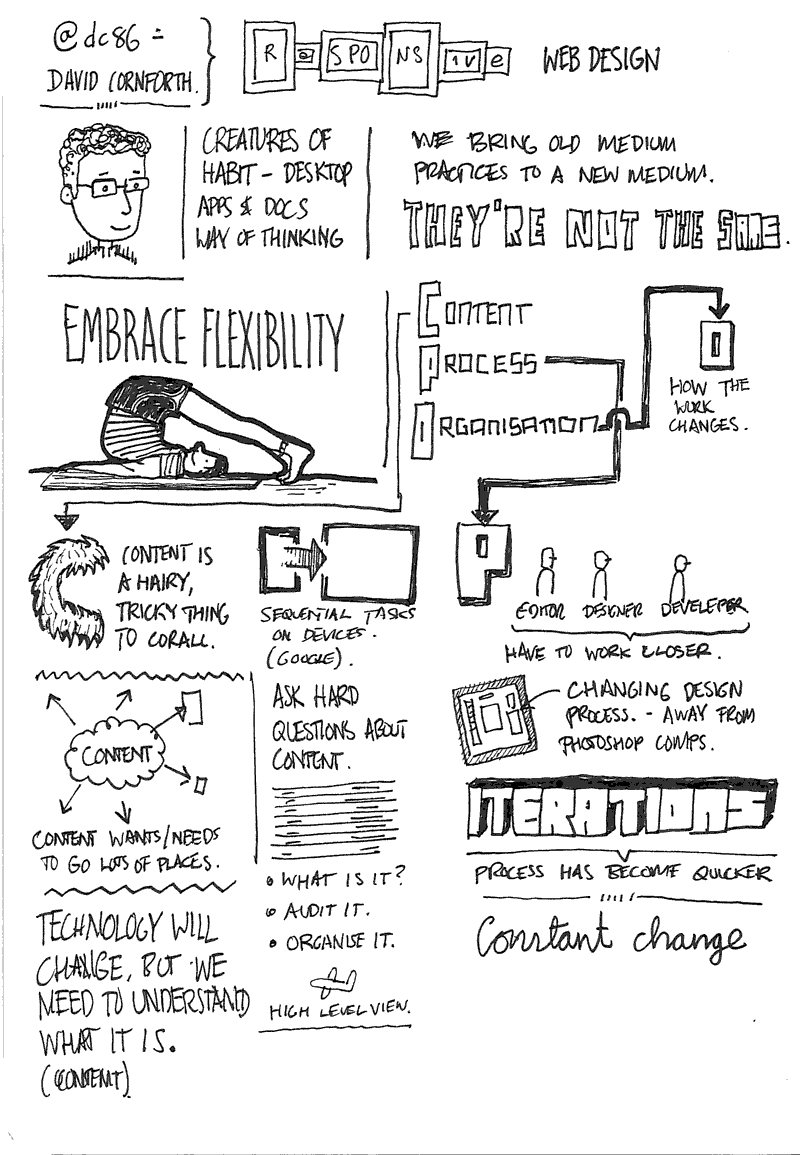 @dc86 =
DAVID CORNFORTH.
RESPONSIVE WEB DESIGN
CREATURES OF
HABIT - DESKTOP
APPS & DOCS
WAY OF THINKING
WE BRING OLD MEDIUM
PRACTICES TO A NEW MEDIUM.
THEY'RE NOT THE SAME.
EMBRACE FLEXIBILITY
CONTENT
PROCESS
ORGANISATION
O
HOW THE
WORK
CHANGES.
C
CONTENT IS
A HAIRY,
TRICKY THING
TO CORALL.
SEQUENTIAL TASKS
ON DEVICES.
(GOOGLE).
P
EDITOR DESIGNER DEVELEPER
HAVE TO WORK CLOSER.
CONTENT
CONTENT WANTS/NEEDS
TO GO LOTS OF PLACES.
ASK HARD
QUESTIONS ABOUT
CONTENT.
• WHAT IS IT?
• AUDIT IT.
• ORGANISE IT.
HIGH LEVEL VIEW.
CHANGING DESIGN
PROCESS. - AWAY FROM
PHOTOSHOP COMPS.
ITERATIONS
PROCESS HAS BECOME QUICKER
Constant change
TECHNOLOGY WILL
CHANGE, BUT WE
NEED TO UNDERSTAND
WHAT IT IS.
(CONTENT)